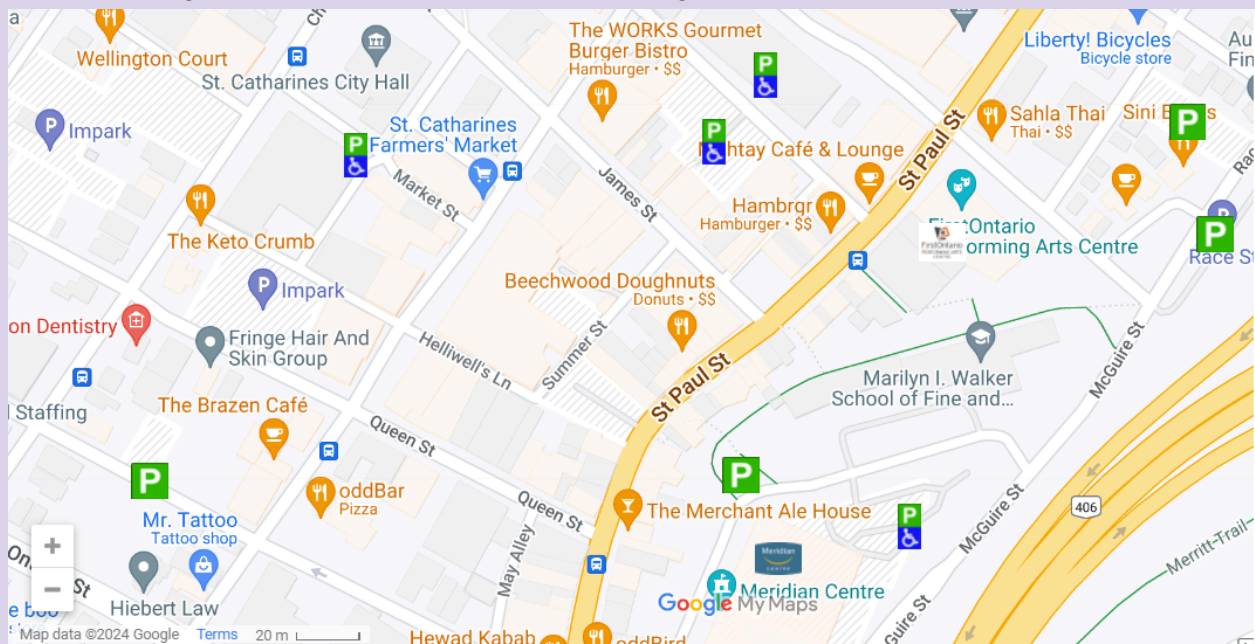 Wellington Court
St. Catharines City Hall
The WORKS Gourmet
Burger Bistro
Hamburger • $$
Liberty! Bicycles
Bicycle store
P Impark
St. Catharines
Farmers' Market
Market St
James St
P
P
P
Sahla Thai
Thai • $$
P
St Paul St
Café & Lounge
Hambrgr
Hamburger • $$
The Keto Crumb
P Impark
FirstOntario
orming Arts Centre
P
Beechwood Doughnuts
Donuts • $$
on Dentistry
Fringe Hair And
Skin Group
Helliwell's Ln
Summer St
St Paul St
Marilyn I. Walker
School of Fine and...
McGuire St
Staffing
The Brazen Café
Queen St
P
P
oddBar
Pizza
Queen St
The Merchant Ale House
P
McGuire St
406
Mr. Tattoo
Tattoo shop
May Alley
Meridian
CENTRE
Meridian Centre
Merritt-Trail
+
−
Hiebert Law
Google My Maps
Map data ©2024 Google Terms 20 m
Hewad Kabab
oddBird
Guire St